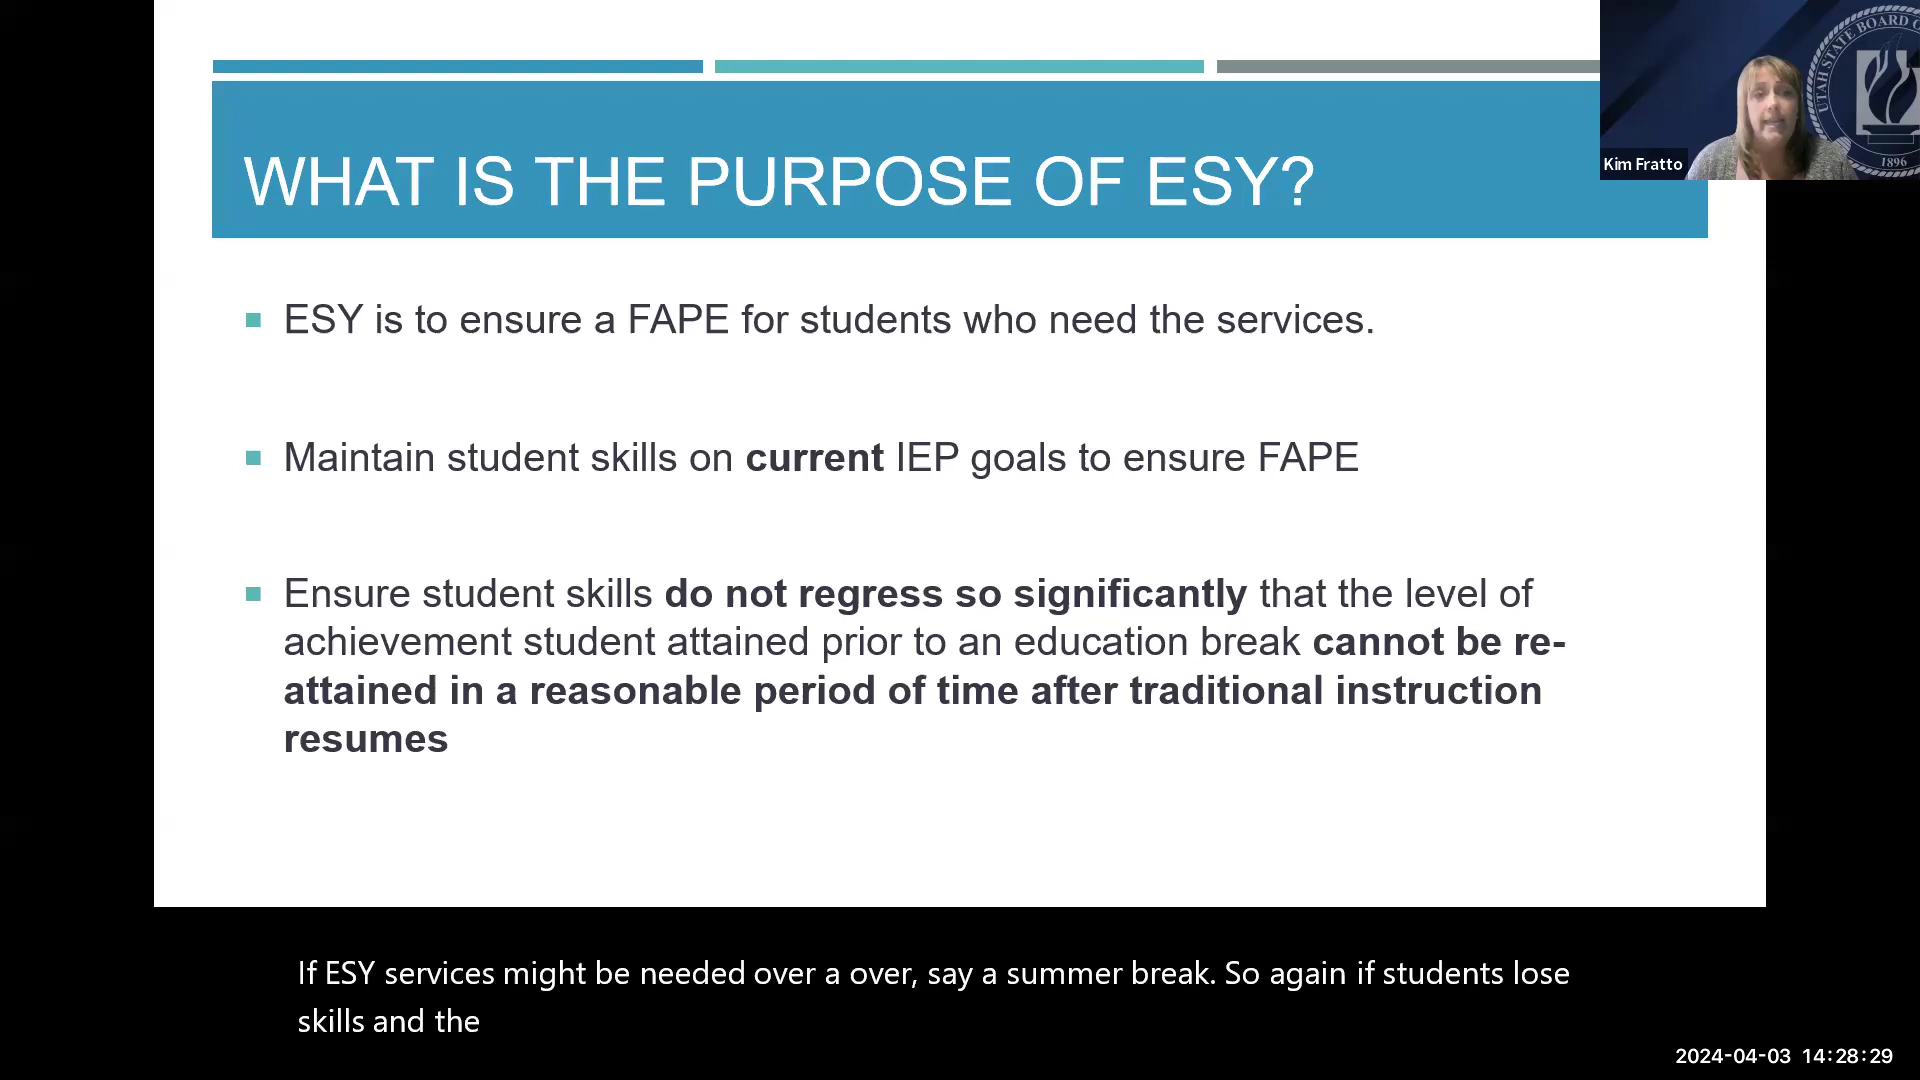 WHAT IS THE PURPOSE OF ESY?
ESY is to ensure a FAPE for students who need the services.
Maintain student skills on current IEP goals to ensure FAPE
Ensure student skills do not regress so significantly that the level of
achievement student attained prior to an education break cannot be re-
attained in a reasonable period of time after traditional instruction
resumes
UTAH STATE BOARD
1896
Kim Fratto
If ESY services might be needed over a over, say a summer break. So again if students lose
skills and the
2024-04-03 14:28:29